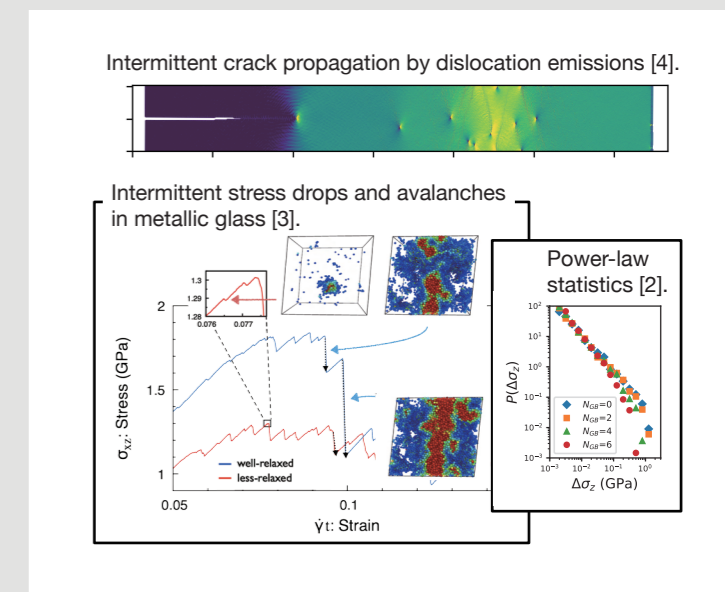 Intermittent crack propagation by dislocation emissions [4].
Intermittent stress drops and avalanches
in metallic glass [3].
Power-law
statistics [2].
1.3
1.29
1.28
0.076
0.077
2
1.5
1
σxz: Stress (GPa)
well-relaxed
less-relaxed
0.05
0.1
γ̇ t: Strain
10²
10¹
10⁰
10⁻¹
10⁻²
10⁻³
P(Δσz)
NGB=0
NGB=2
NGB=4
NGB=6
10⁻³ 10⁻² 10⁻¹ 10⁰
Δσz (GPa)